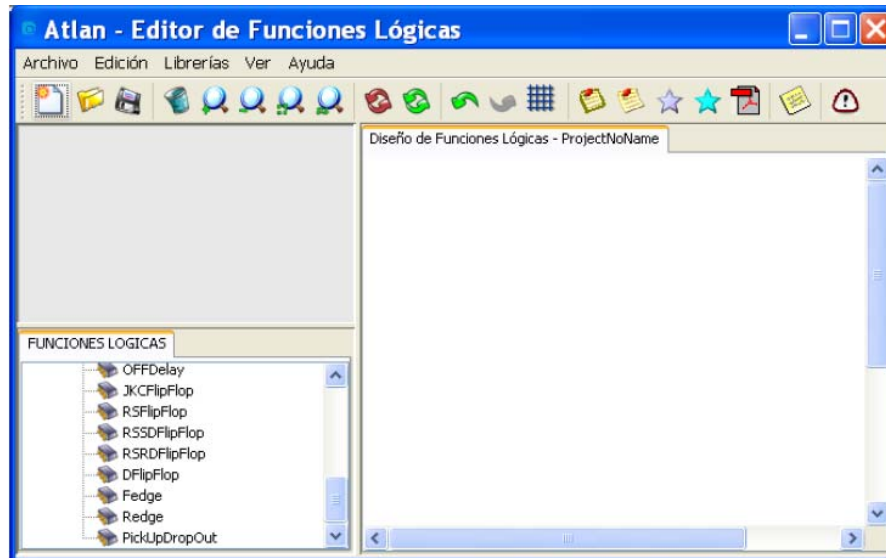 Atlan - Editor de Funciones Lógicas
Archivo Edición Librerías Ver Ayuda
Diseño de Funciones Lógicas - ProjectNoName
FUNCIONES LOGICAS
OFFDelay
JKCFlipFlop
RSFlipFlop
RSSDFlipFlop
RSRDFlipFlop
DFlipFlop
Fedge
Redge
PickUpDropOut